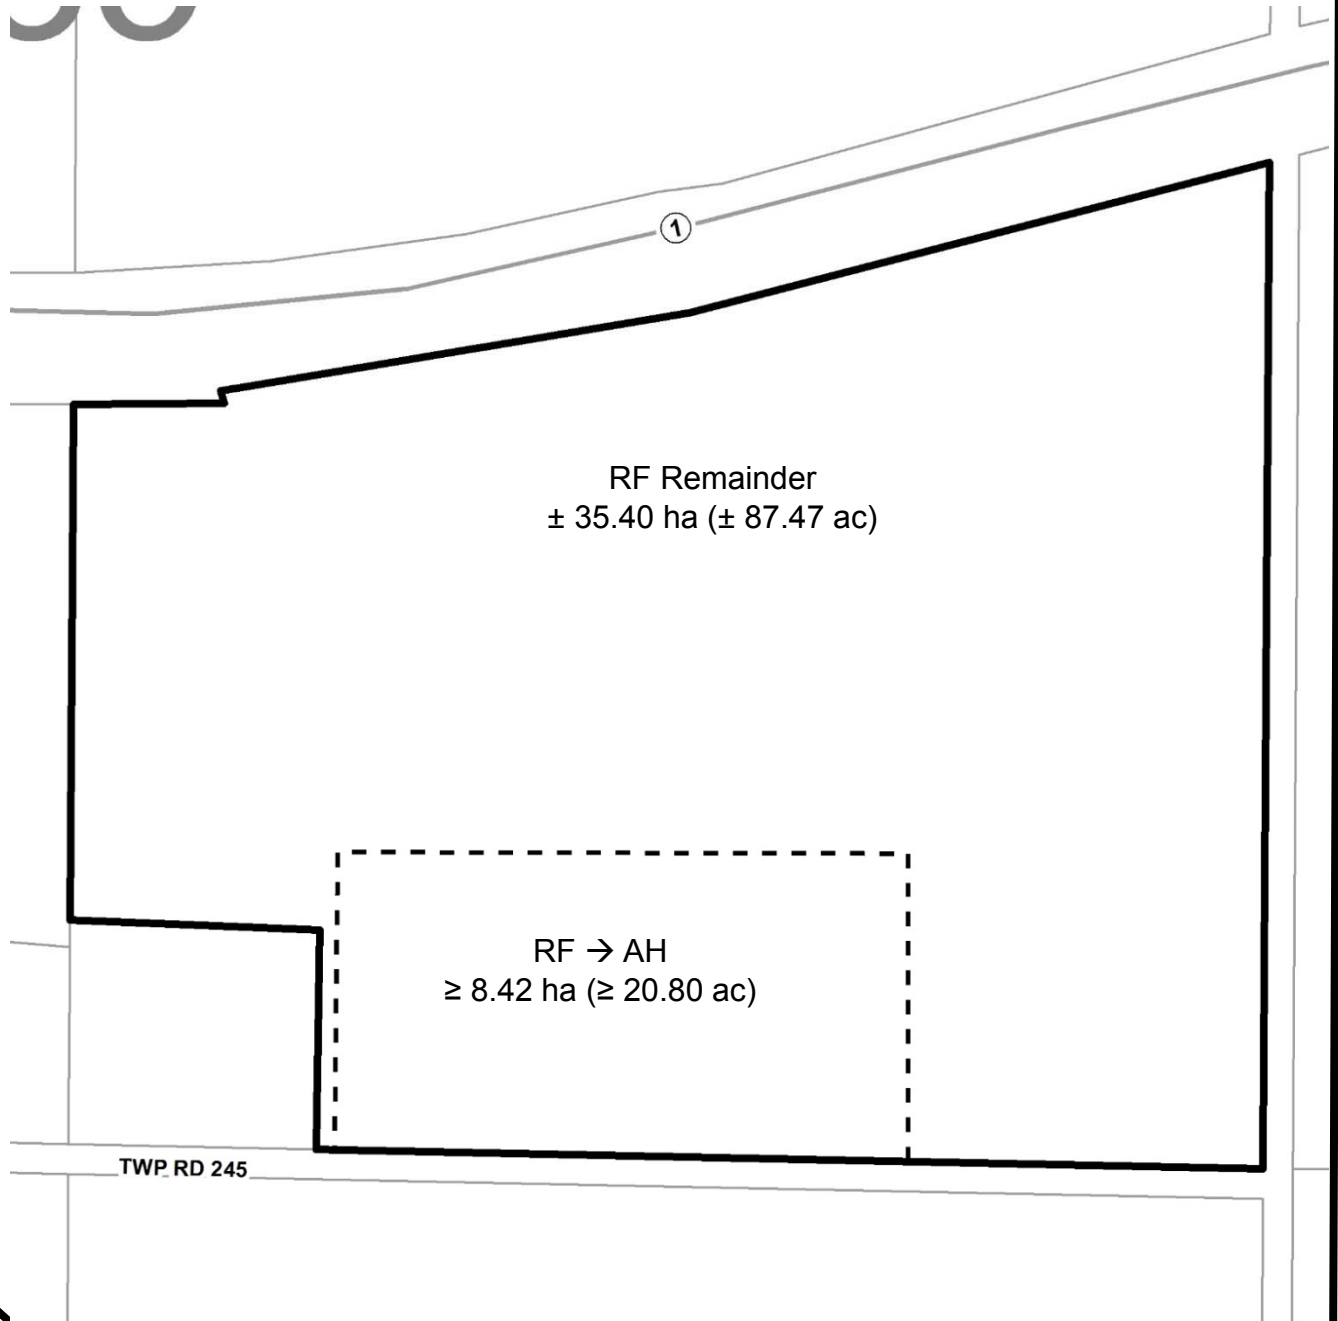 1
RF Remainder
± 35.40 ha (± 87.47 ac)
RF → AH
≥ 8.42 ha (≥ 20.80 ac)
TWP RD 245